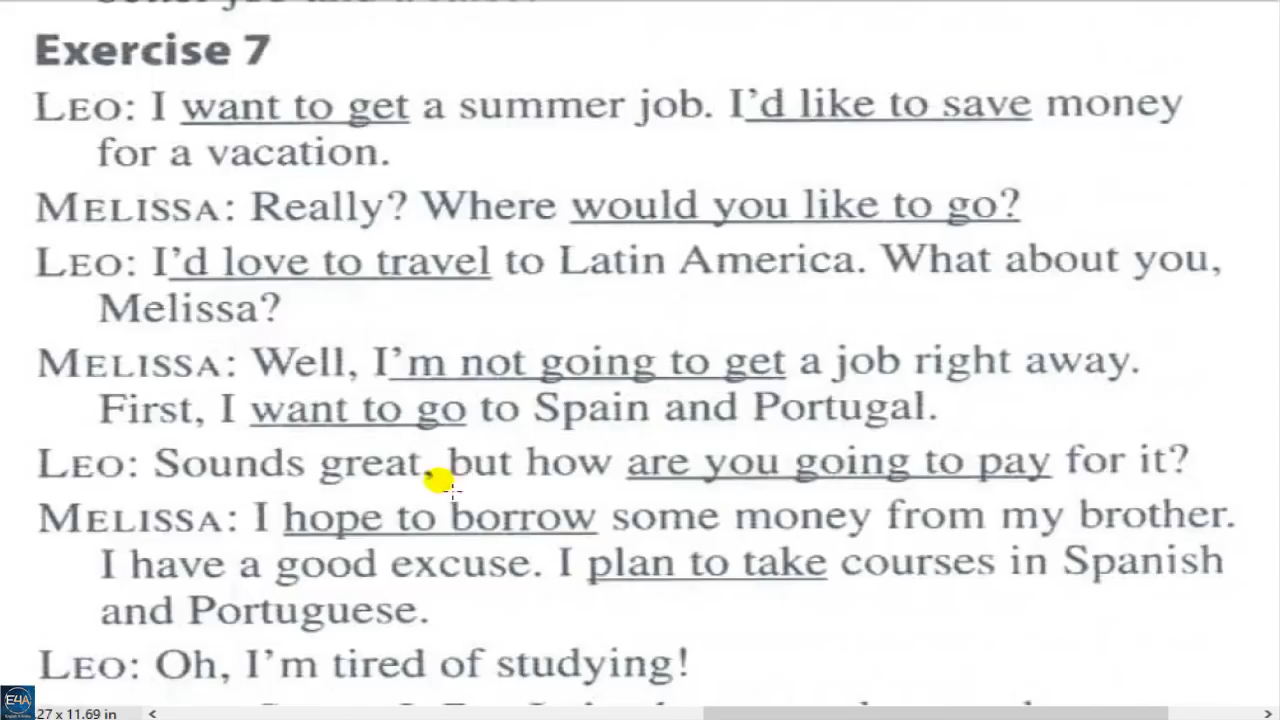 Exercise 7
LEO: I want to get a summer job. I'd like to save money
for a vacation.
MELISSA: Really? Where would you like to go?
LEO: I'd love to travel to Latin America. What about you,
Melissa?
MELISSA: Well, I'm not going to get a job right away.
First, I want to go to Spain and Portugal.
LEO: Sounds great, but how are you going to pay for it?
MELISSA: I hope to borrow some money from my brother.
I have a good excuse. I plan to take courses in Spanish
and Portuguese.
LEO: Oh, I'm tired of studying!
E4A
27 x 11.69 in